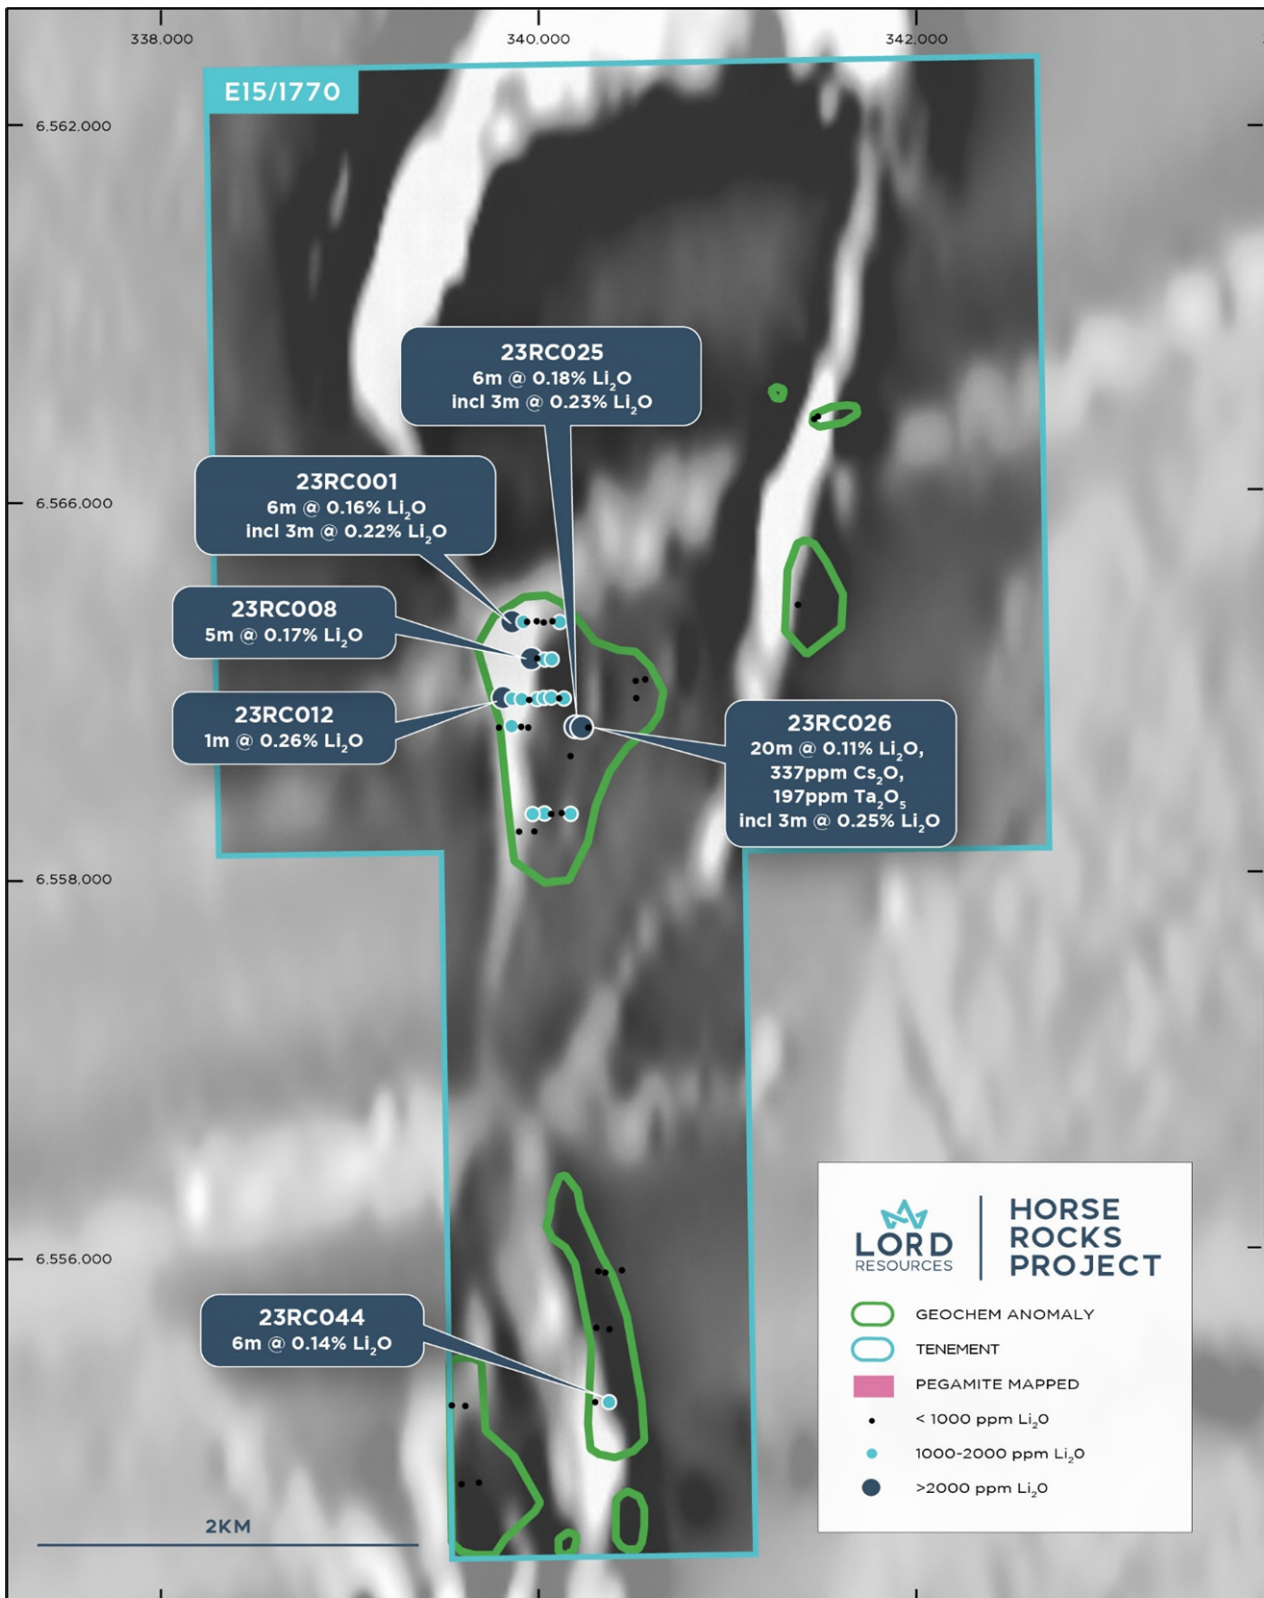 338,000
340,000
342,000
E15/1770
6,562,000
23RC025
6m @ 0.18% Li₂O
incl 3m @ 0.23% Li₂O
23RC001
6m @ 0.16% Li₂O
incl 3m @ 0.22% Li₂O
6,566,000
23RC008
5m @ 0.17% Li₂O
23RC012
1m @ 0.26% Li₂O
23RC026
20m @ 0.11% Li₂O,
337ppm Cs₂O,
197ppm Ta₂O₅
incl 3m @ 0.25% Li₂O
6,558,000
6,556,000
23RC044
6m @ 0.14% Li₂O
2KM
LORD
RESOURCES
HORSE
ROCKS
PROJECT
GEOCHEM ANOMALY
TENEMENT
PEGAMITE MAPPED
< 1000 ppm Li₂O
1000-2000 ppm Li₂O
>2000 ppm Li₂O